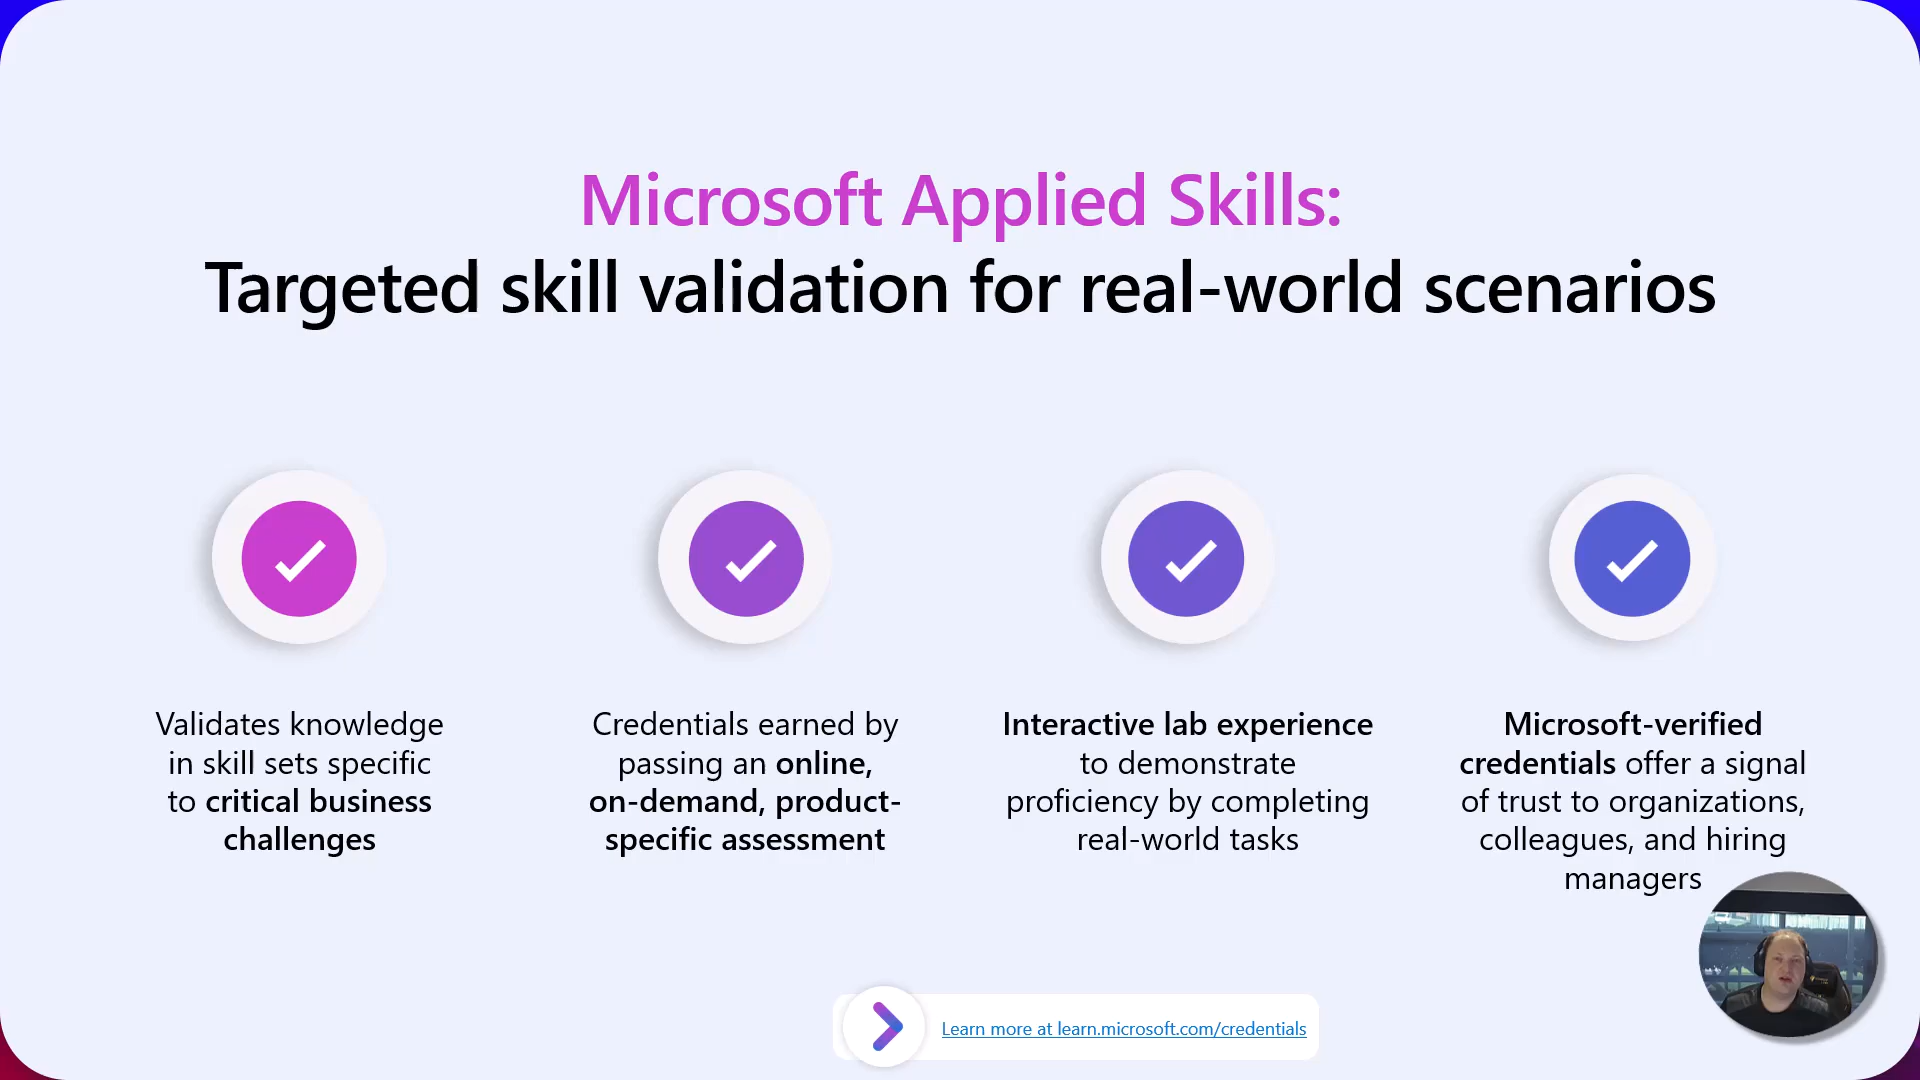 Microsoft Applied Skills:
Targeted skill validation for real-world scenarios
Validates knowledge
in skill sets specific
to critical business
challenges
Credentials earned by
passing an online,
on-demand, product-
specific assessment
Interactive lab experience
to demonstrate
proficiency by completing
real-world tasks
Microsoft-verified
credentials offer a signal
of trust to organizations,
colleagues, and hiring
managers
Learn more at learn.microsoft.com/credentials